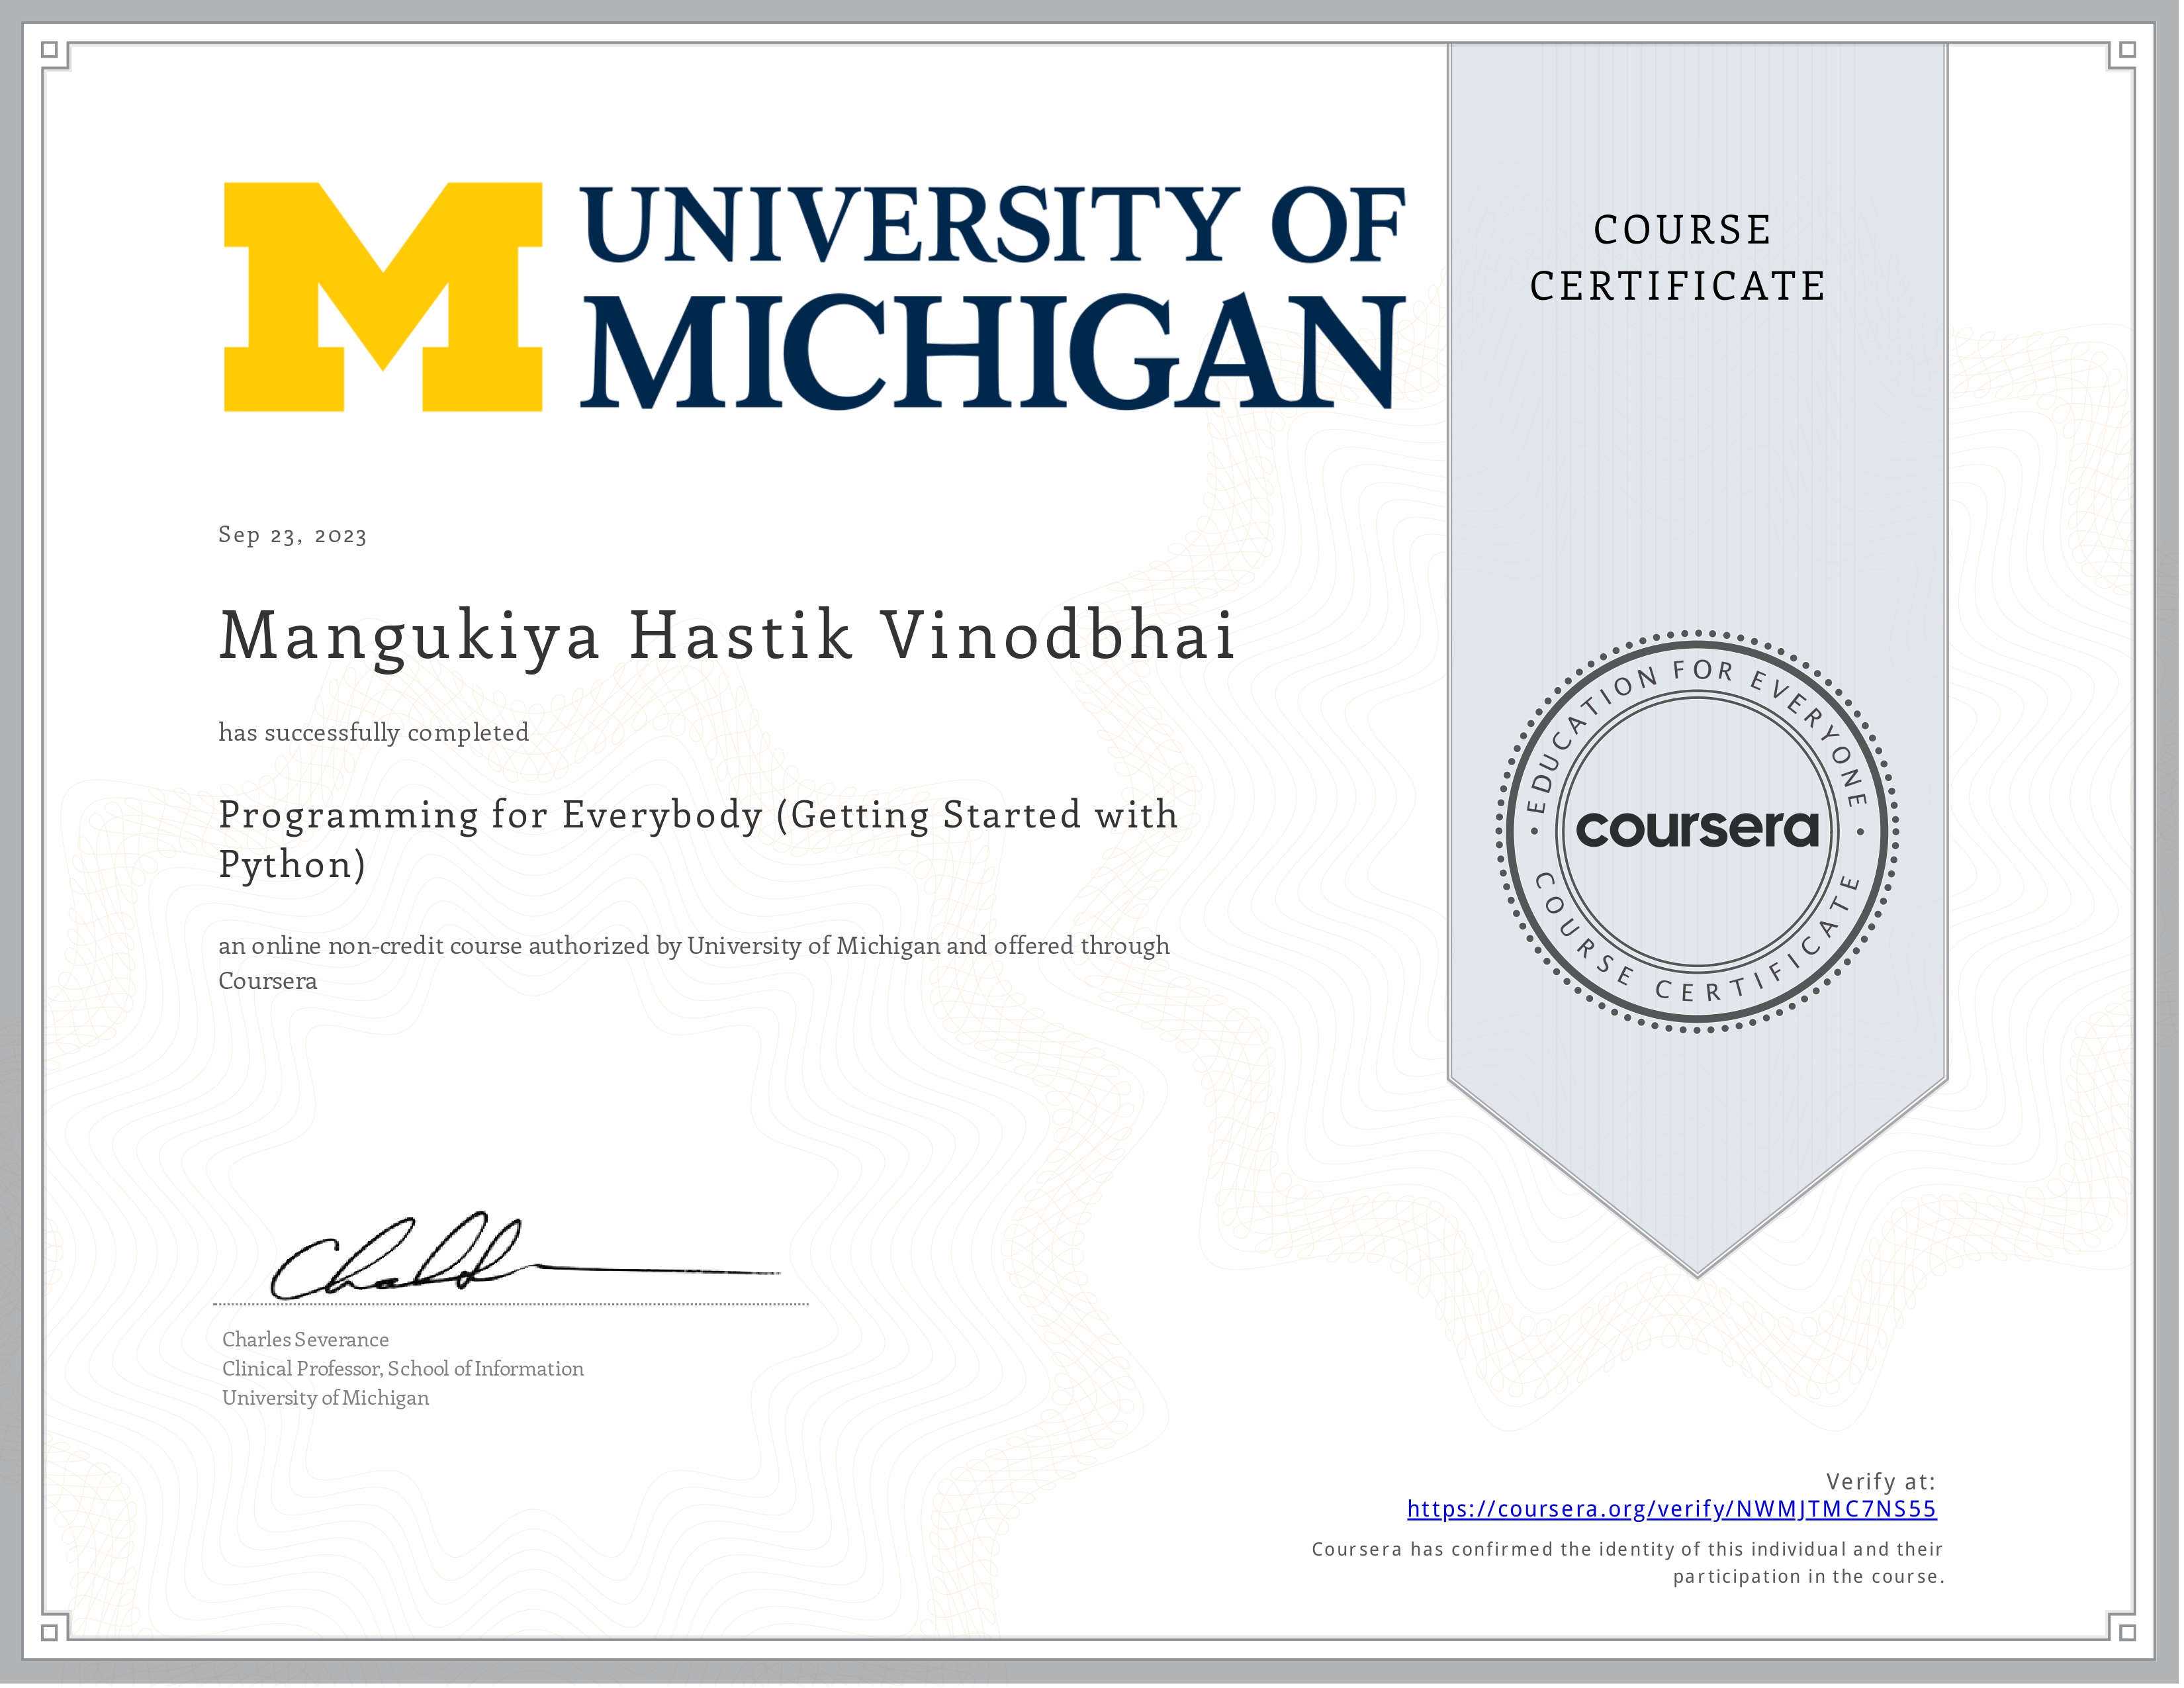 UNIVERSITY OF
MICHIGAN
COURSE
CERTIFICATE
Sep 23, 2023
Mangukiya Hastik Vinodbhai
has successfully completed
Programming for Everybody (Getting Started with
Python)
an online non-credit course authorized by University of Michigan and offered through
Coursera
EDUCATION FOR EVERYONE
coursera
COURSE CERTIFICATE
Charles Severance
Clinical Professor, School of Information
University of Michigan
Verify at:
https://coursera.org/verify/NWMJTMC7NS55
Coursera has confirmed the identity of this individual and their
participation in the course.